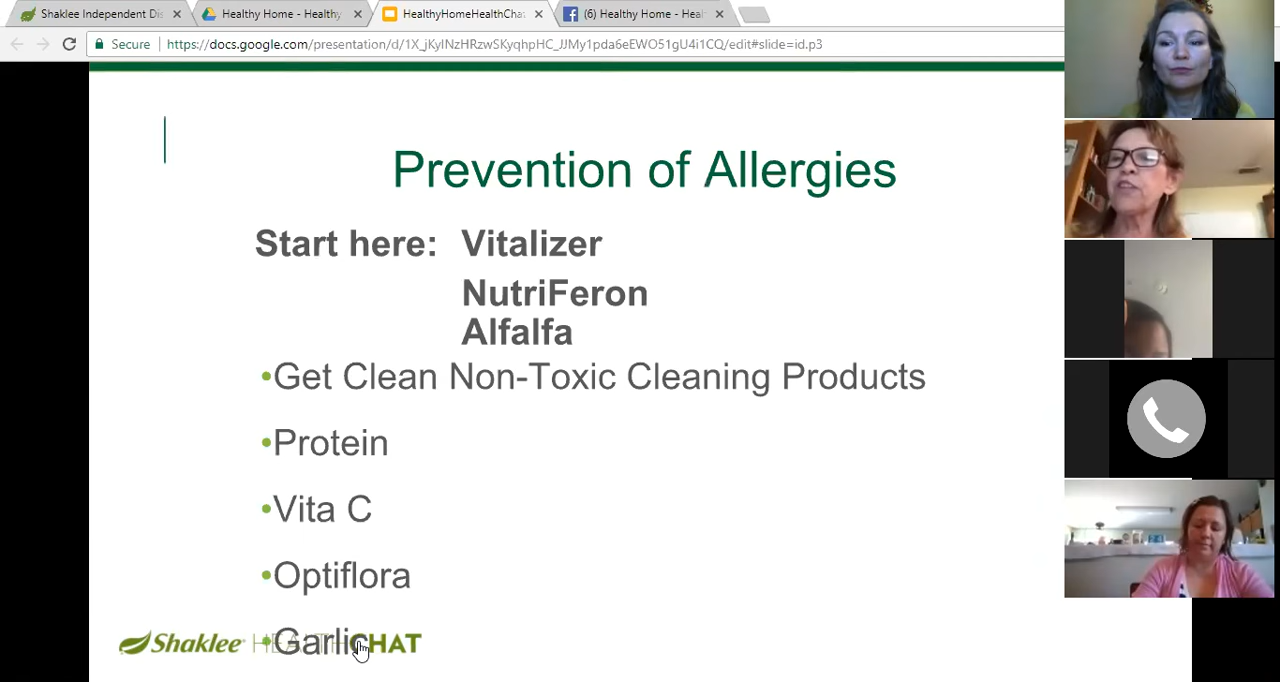 Shaklee Independent Dis
Healthy Home - Healthy
HealthyHomeHealthCha
(6) Healthy Home - Hea
Secure
https://docs.google.com/presentation/d/1X_jKyINzHRzwSKyqhpHC_JJMy1pda6eEWO51gU4i1CQ/edit#slide=id.p3
Prevention of Allergies
Start here: Vitalizer
NutriFeron
Alfalfa
•Get Clean Non-Toxic Cleaning Products
•Protein
•Vita C
•Optiflora
•Garlic
Shaklee HEALTHCHAT